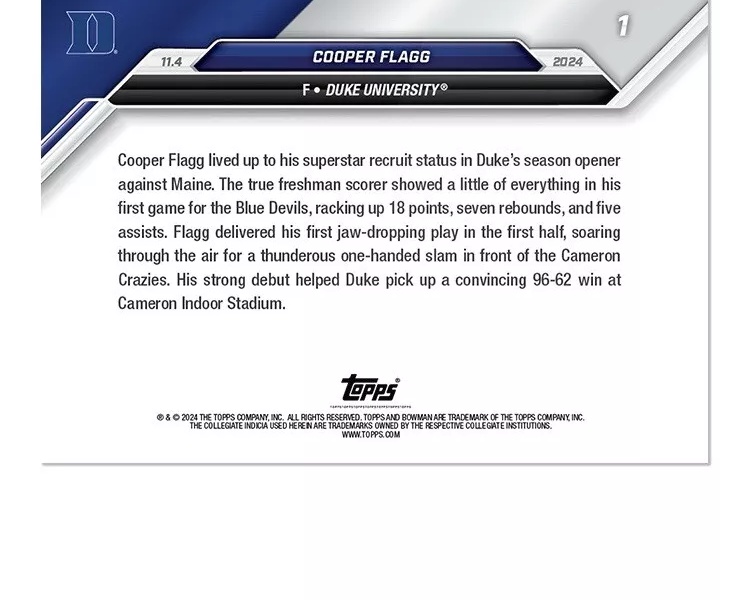 D
1
COOPER FLAGG
11.4
2024
F • DUKE UNIVERSITY®
Cooper Flagg lived up to his superstar recruit status in Duke's season opener
against Maine. The true freshman scorer showed a little of everything in his
first game for the Blue Devils, racking up 18 points, seven rebounds, and five
assists. Flagg delivered his first jaw-dropping play in the first half, soaring
through the air for a thunderous one-handed slam in front of the Cameron
Crazies. His strong debut helped Duke pick up a convincing 96-62 win at
Cameron Indoor Stadium.
topps®
® & © 2024 THE TOPPS COMPANY, INC. ALL RIGHTS RESERVED. TOPPS AND BOWMAN ARE TRADEMARK OF THE TOPPS COMPANY, INC.
THE COLLEGIATE INDICIA USED HEREIN ARE TRADEMARKS OWNED BY THE RESPECTIVE COLLEGIATE INSTITUTIONS.
WWW.TOPPS.COM